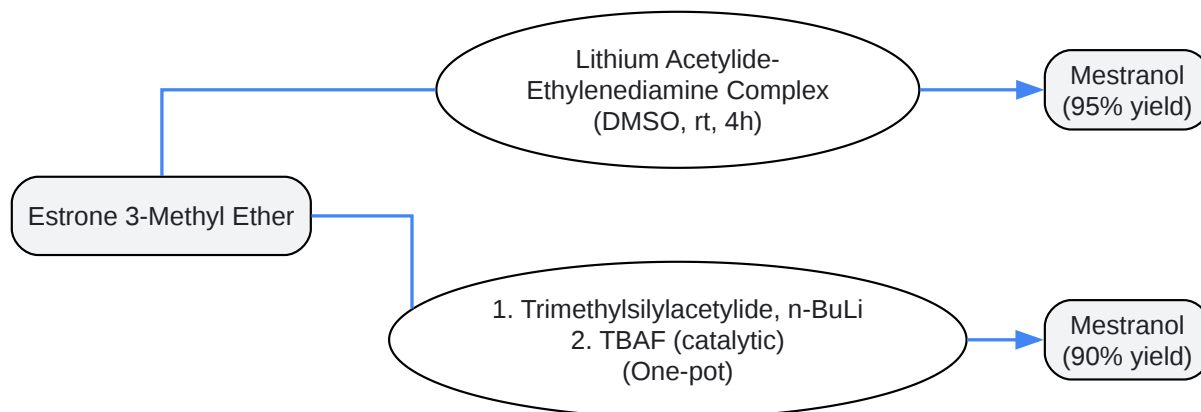 Lithium Acetylide-
Ethylenediamine Complex
(DMSO, rt, 4h)
Mestranol
(95% yield)
Estrone 3-Methyl Ether
1. Trimethylsilylacetylide, n-BuLi
2. TBAF (catalytic)
(One-pot)
Mestranol
(90% yield)